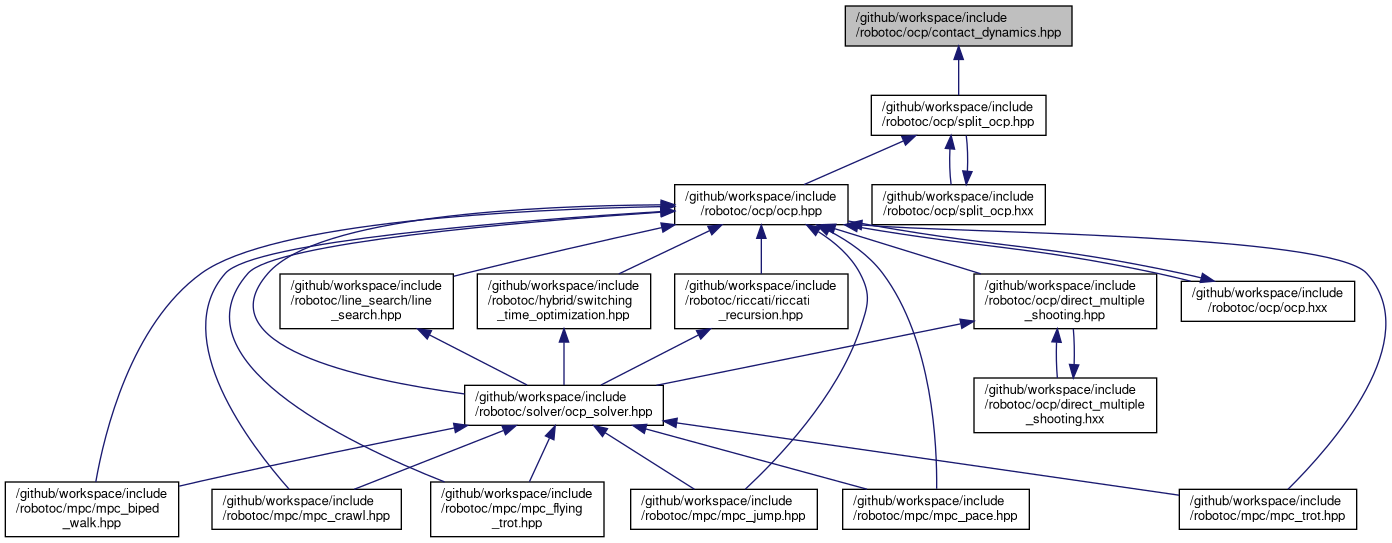 /github/workspace/include
/robotoc/ocp/contact_dynamics.hpp
/github/workspace/include
/robotoc/ocp/split_ocp.hpp
/github/workspace/include
/robotoc/ocp/ocp.hpp
/github/workspace/include
/robotoc/ocp/split_ocp.hxx
/github/workspace/include
/robotoc/line_search/line
_search.hpp
/github/workspace/include
/robotoc/hybrid/switching
_time_optimization.hpp
/github/workspace/include
/robotoc/riccati/riccati
_recursion.hpp
/github/workspace/include
/robotoc/ocp/direct_multiple
_shooting.hpp
/github/workspace/include
/robotoc/ocp/ocp.hxx
/github/workspace/include
/robotoc/solver/ocp_solver.hpp
/github/workspace/include
/robotoc/ocp/direct_multiple
_shooting.hxx
/github/workspace/include
/robotoc/mpc/mpc_biped
_walk.hpp
/github/workspace/include
/robotoc/mpc/mpc_crawl.hpp
/github/workspace/include
/robotoc/mpc/mpc_flying
_trot.hpp
/github/workspace/include
/robotoc/mpc/mpc_jump.hpp
/github/workspace/include
/robotoc/mpc/mpc_pace.hpp
/github/workspace/include
/robotoc/mpc/mpc_trot.hpp